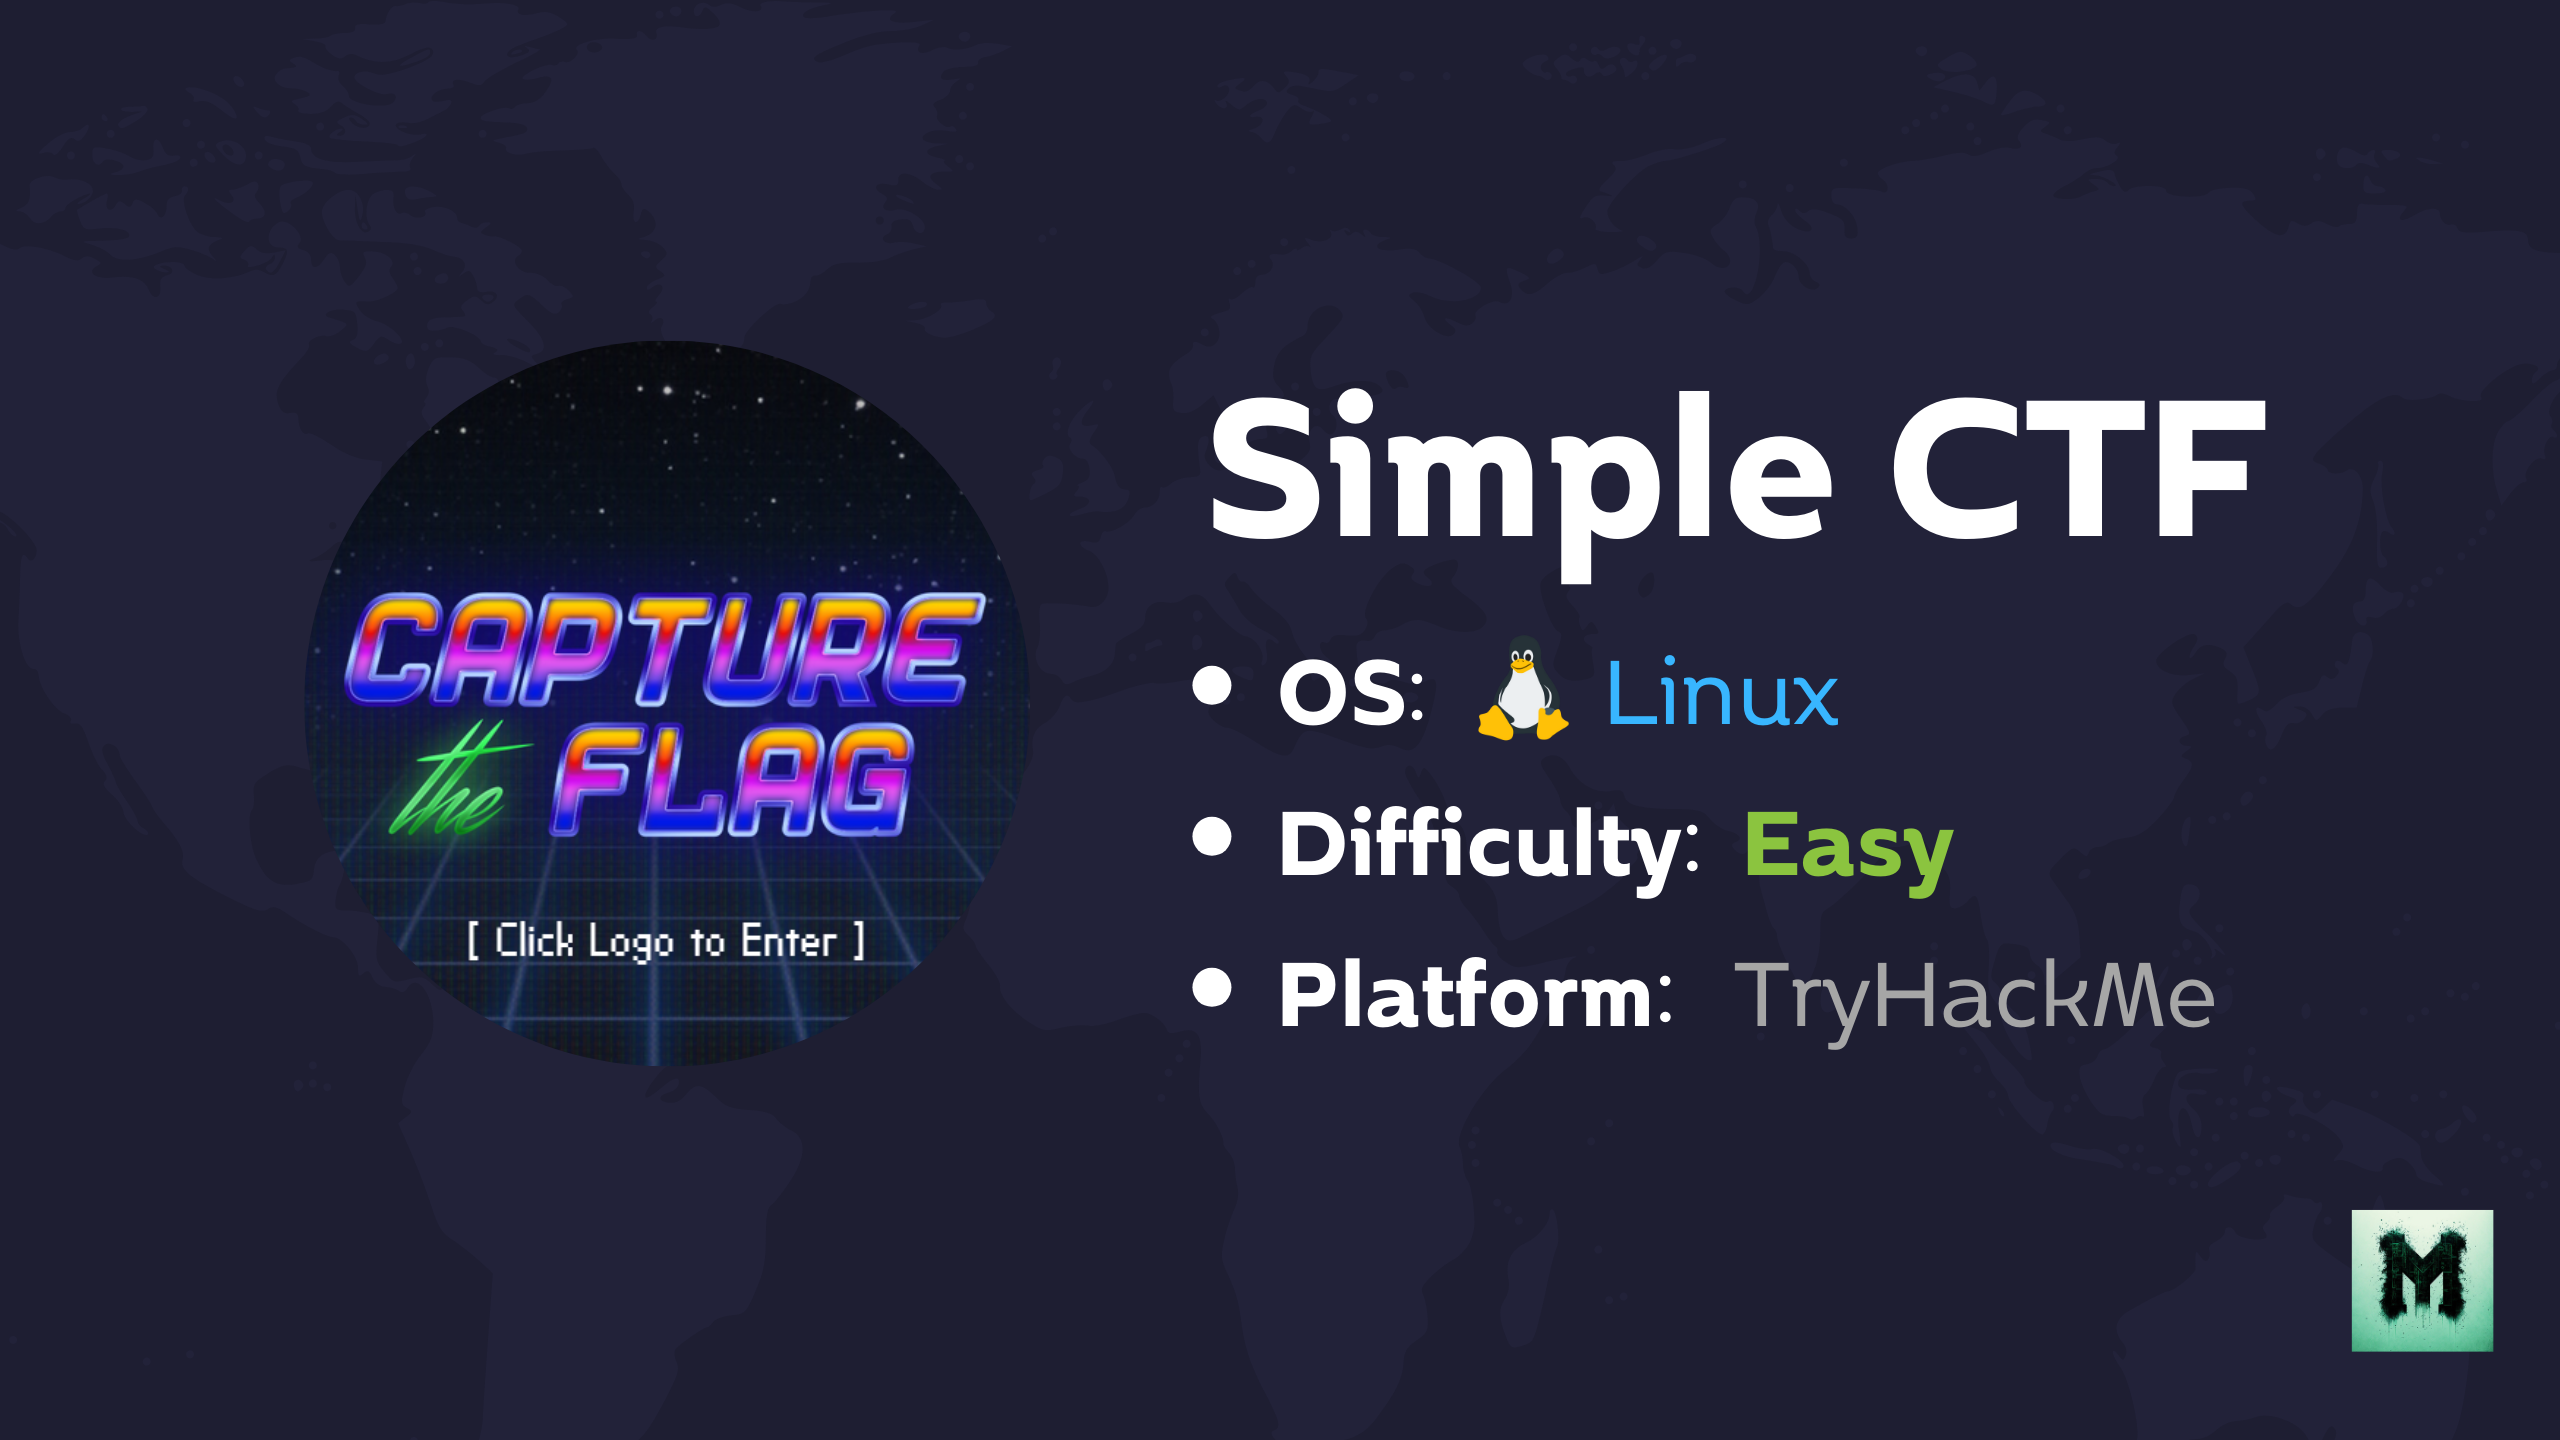 CAPTURE
the FLAG
[ Click Logo to Enter ]
Simple CTF
• OS: Linux
• Difficulty: Easy
• Platform: TryHackMe
M